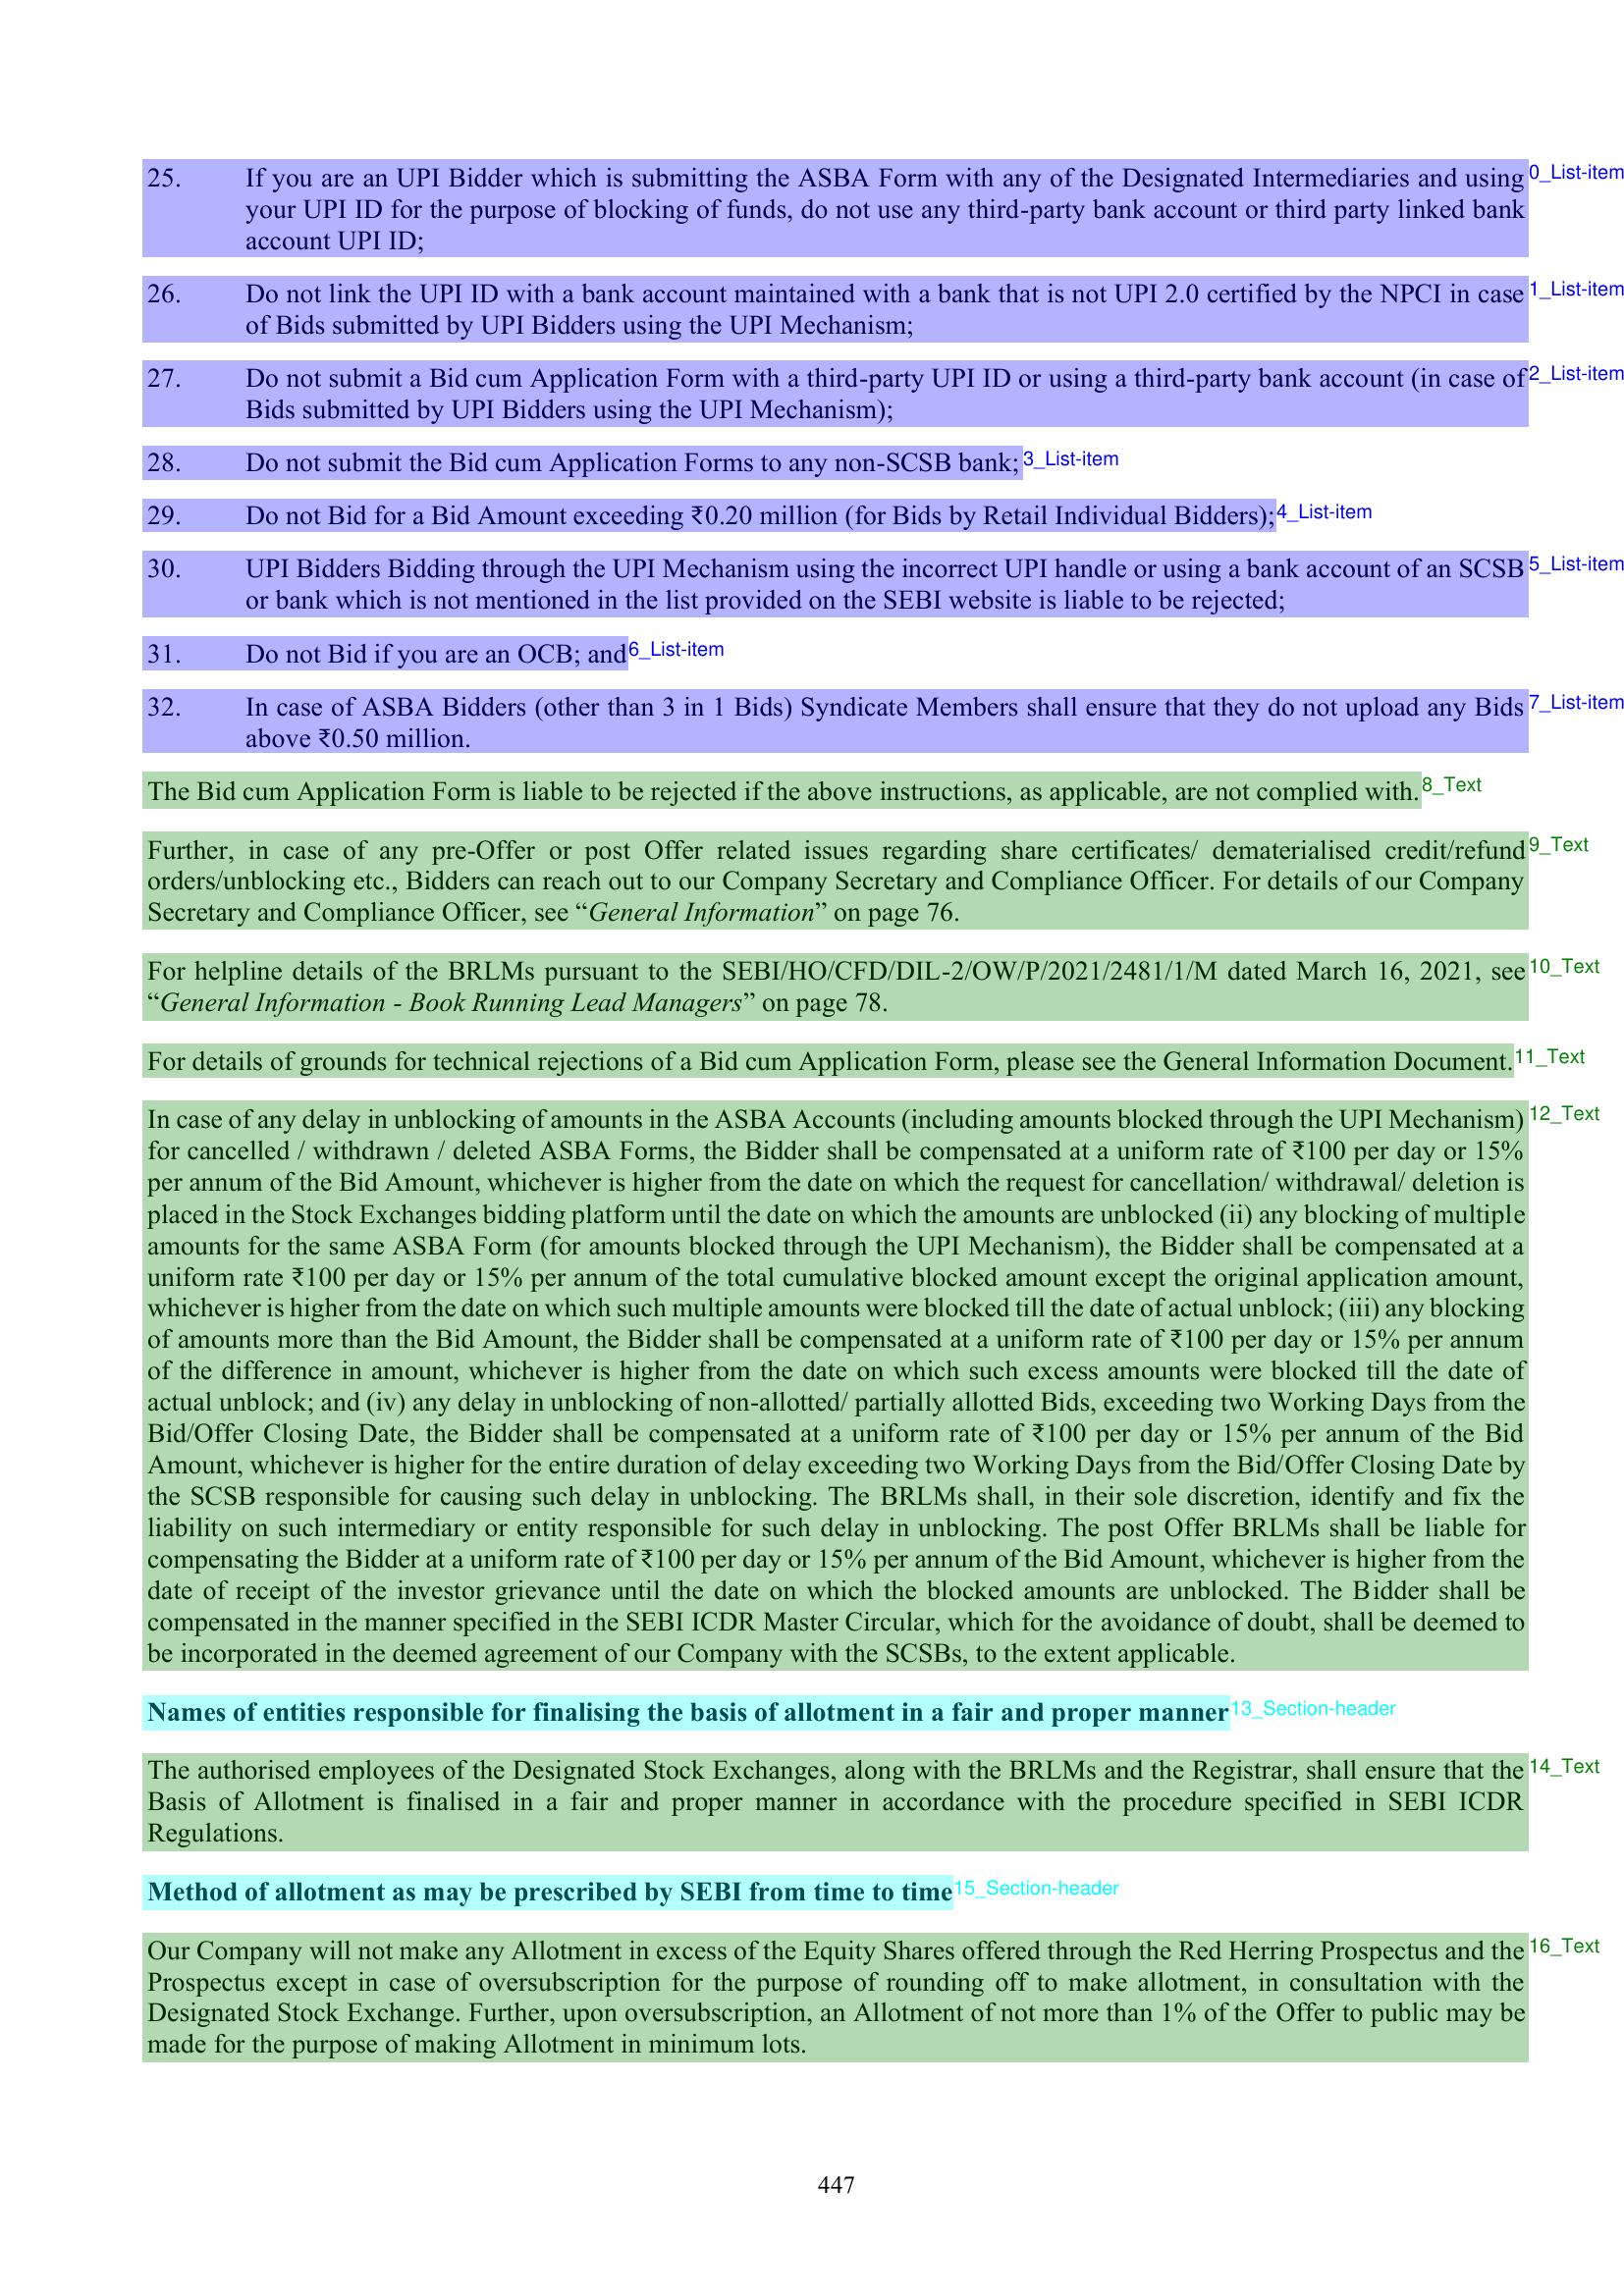 25. If you are an UPI Bidder which is submitting the ASBA Form with any of the Designated Intermediaries and using 0_List-item
your UPI ID for the purpose of blocking of funds, do not use any third-party bank account or third party linked bank
account UPI ID;
26. Do not link the UPI ID with a bank account maintained with a bank that is not UPI 2.0 certified by the NPCI in case 1_List-item
of Bids submitted by UPI Bidders using the UPI Mechanism;
27. Do not submit a Bid cum Application Form with a third-party UPI ID or using a third-party bank account (in case of 2_List-item
Bids submitted by UPI Bidders using the UPI Mechanism);
28. Do not submit the Bid cum Application Forms to any non-SCSB bank; 3_List-item
29. Do not Bid for a Bid Amount exceeding ₹0.20 million (for Bids by Retail Individual Bidders); 4_List-item
30. UPI Bidders Bidding through the UPI Mechanism using the incorrect UPI handle or using a bank account of an SCSB 5_List-item
or bank which is not mentioned in the list provided on the SEBI website is liable to be rejected;
31. Do not Bid if you are an OCB; and 6_List-item
32. In case of ASBA Bidders (other than 3 in 1 Bids) Syndicate Members shall ensure that they do not upload any Bids 7_List-item
above ₹0.50 million.
The Bid cum Application Form is liable to be rejected if the above instructions, as applicable, are not complied with. 8_Text
Further, in case of any pre-Offer or post Offer related issues regarding share certificates/ dematerialised credit/refund 9_Text
orders/unblocking etc., Bidders can reach out to our Company Secretary and Compliance Officer. For details of our Company
Secretary and Compliance Officer, see “General Information” on page 76.
For helpline details of the BRLMs pursuant to the SEBI/HO/CFD/DIL-2/OW/P/2021/2481/1/M dated March 16, 2021, see 10_Text
“General Information - Book Running Lead Managers” on page 78.
For details of grounds for technical rejections of a Bid cum Application Form, please see the General Information Document. 11_Text
In case of any delay in unblocking of amounts in the ASBA Accounts (including amounts blocked through the UPI Mechanism) 12_Text
for cancelled / withdrawn / deleted ASBA Forms, the Bidder shall be compensated at a uniform rate of ₹100 per day or 15%
per annum of the Bid Amount, whichever is higher from the date on which the request for cancellation/ withdrawal/ deletion is
placed in the Stock Exchanges bidding platform until the date on which the amounts are unblocked (ii) any blocking of multiple
amounts for the same ASBA Form (for amounts blocked through the UPI Mechanism), the Bidder shall be compensated at a
uniform rate ₹100 per day or 15% per annum of the total cumulative blocked amount except the original application amount,
whichever is higher from the date on which such multiple amounts were blocked till the date of actual unblock; (iii) any blocking
of amounts more than the Bid Amount, the Bidder shall be compensated at a uniform rate of ₹100 per day or 15% per annum
of the difference in amount, whichever is higher from the date on which such excess amounts were blocked till the date of
actual unblock; and (iv) any delay in unblocking of non-allotted/ partially allotted Bids, exceeding two Working Days from the
Bid/Offer Closing Date, the Bidder shall be compensated at a uniform rate of ₹100 per day or 15% per annum of the Bid
Amount, whichever is higher for the entire duration of delay exceeding two Working Days from the Bid/Offer Closing Date by
the SCSB responsible for causing such delay in unblocking. The BRLMs shall, in their sole discretion, identify and fix the
liability on such intermediary or entity responsible for such delay in unblocking. The post Offer BRLMs shall be liable for
compensating the Bidder at a uniform rate of ₹100 per day or 15% per annum of the Bid Amount, whichever is higher from the
date of receipt of the investor grievance until the date on which the blocked amounts are unblocked. The Bidder shall be
compensated in the manner specified in the SEBI ICDR Master Circular, which for the avoidance of doubt, shall be deemed to
be incorporated in the deemed agreement of our Company with the SCSBs, to the extent applicable.
Names of entities responsible for finalising the basis of allotment in a fair and proper manner 13_Section-header
The authorised employees of the Designated Stock Exchanges, along with the BRLMs and the Registrar, shall ensure that the 14_Text
Basis of Allotment is finalised in a fair and proper manner in accordance with the procedure specified in SEBI ICDR
Regulations.
Method of allotment as may be prescribed by SEBI from time to time 15_Section-header
Our Company will not make any Allotment in excess of the Equity Shares offered through the Red Herring Prospectus and the 16_Text
Prospectus except in case of oversubscription for the purpose of rounding off to make allotment, in consultation with the
Designated Stock Exchange. Further, upon oversubscription, an Allotment of not more than 1% of the Offer to public may be
made for the purpose of making Allotment in minimum lots.
447